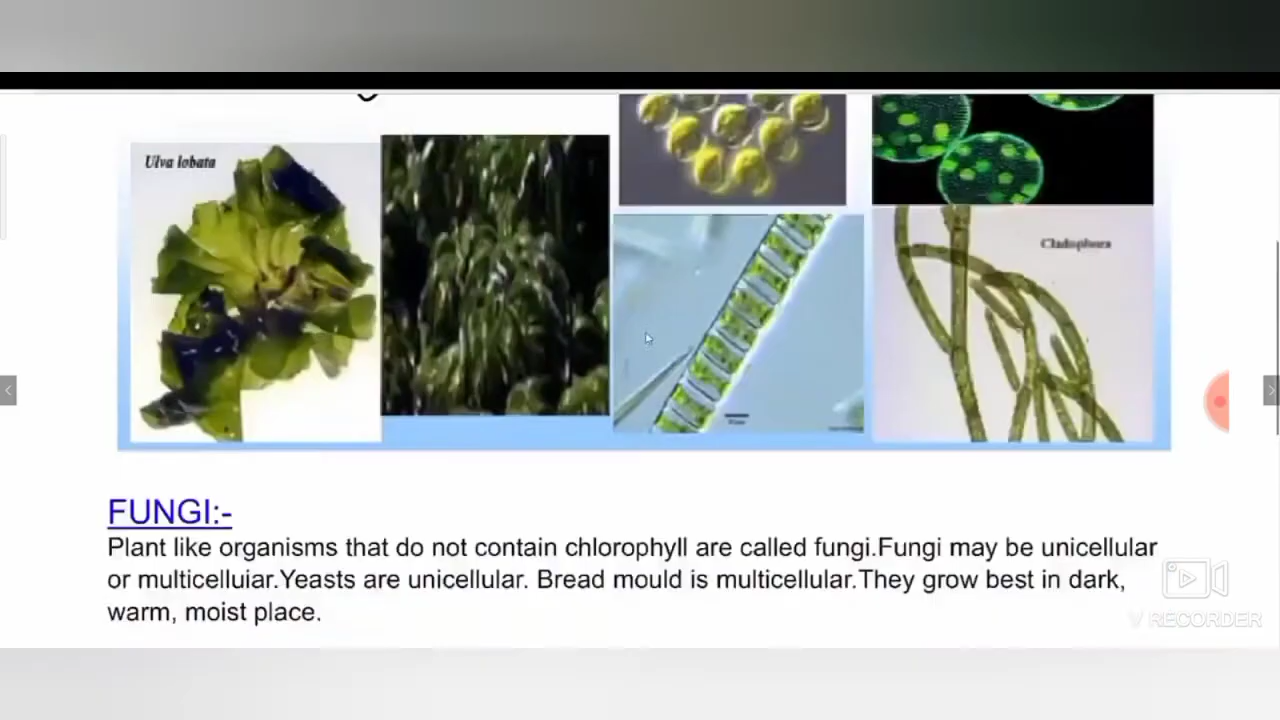 Ulva lobata
Cladophora
FUNGI:-
Plant like organisms that do not contain chlorophyll are called fungi.Fungi may be unicellular
or multicelluiar.Yeasts are unicellular. Bread mould is multicellular.They grow best in dark,
warm, moist place.
V RECORDER